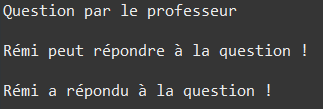 Question par le professeur
Rémi peut répondre à la question !
Rémi a répondu à la question !